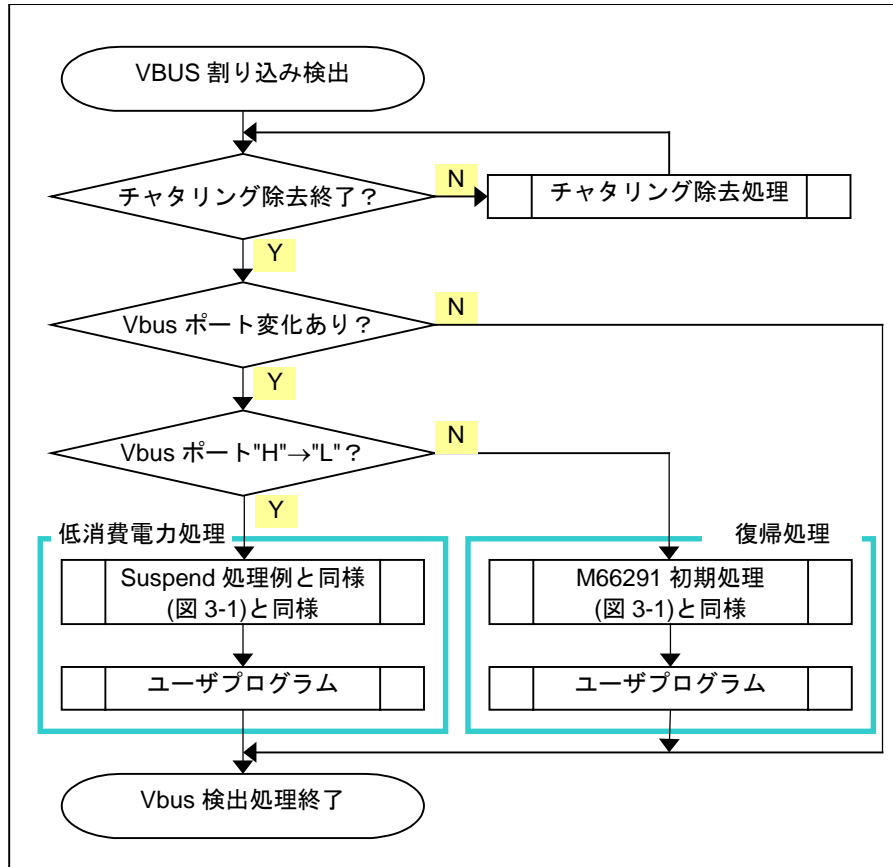 VBUS 割り込み検出
チャタリング除去終了？
N
チャタリング除去処理
Y
Vbus ポート変化あり？
N
Y
Vbus ポート"H"→"L"？
N
Y
低消費電力処理
Suspend 処理例と同様
(図 3-1)と同様
ユーザプログラム
復帰処理
M66291 初期処理
(図 3-1)と同様
ユーザプログラム
Vbus 検出処理終了